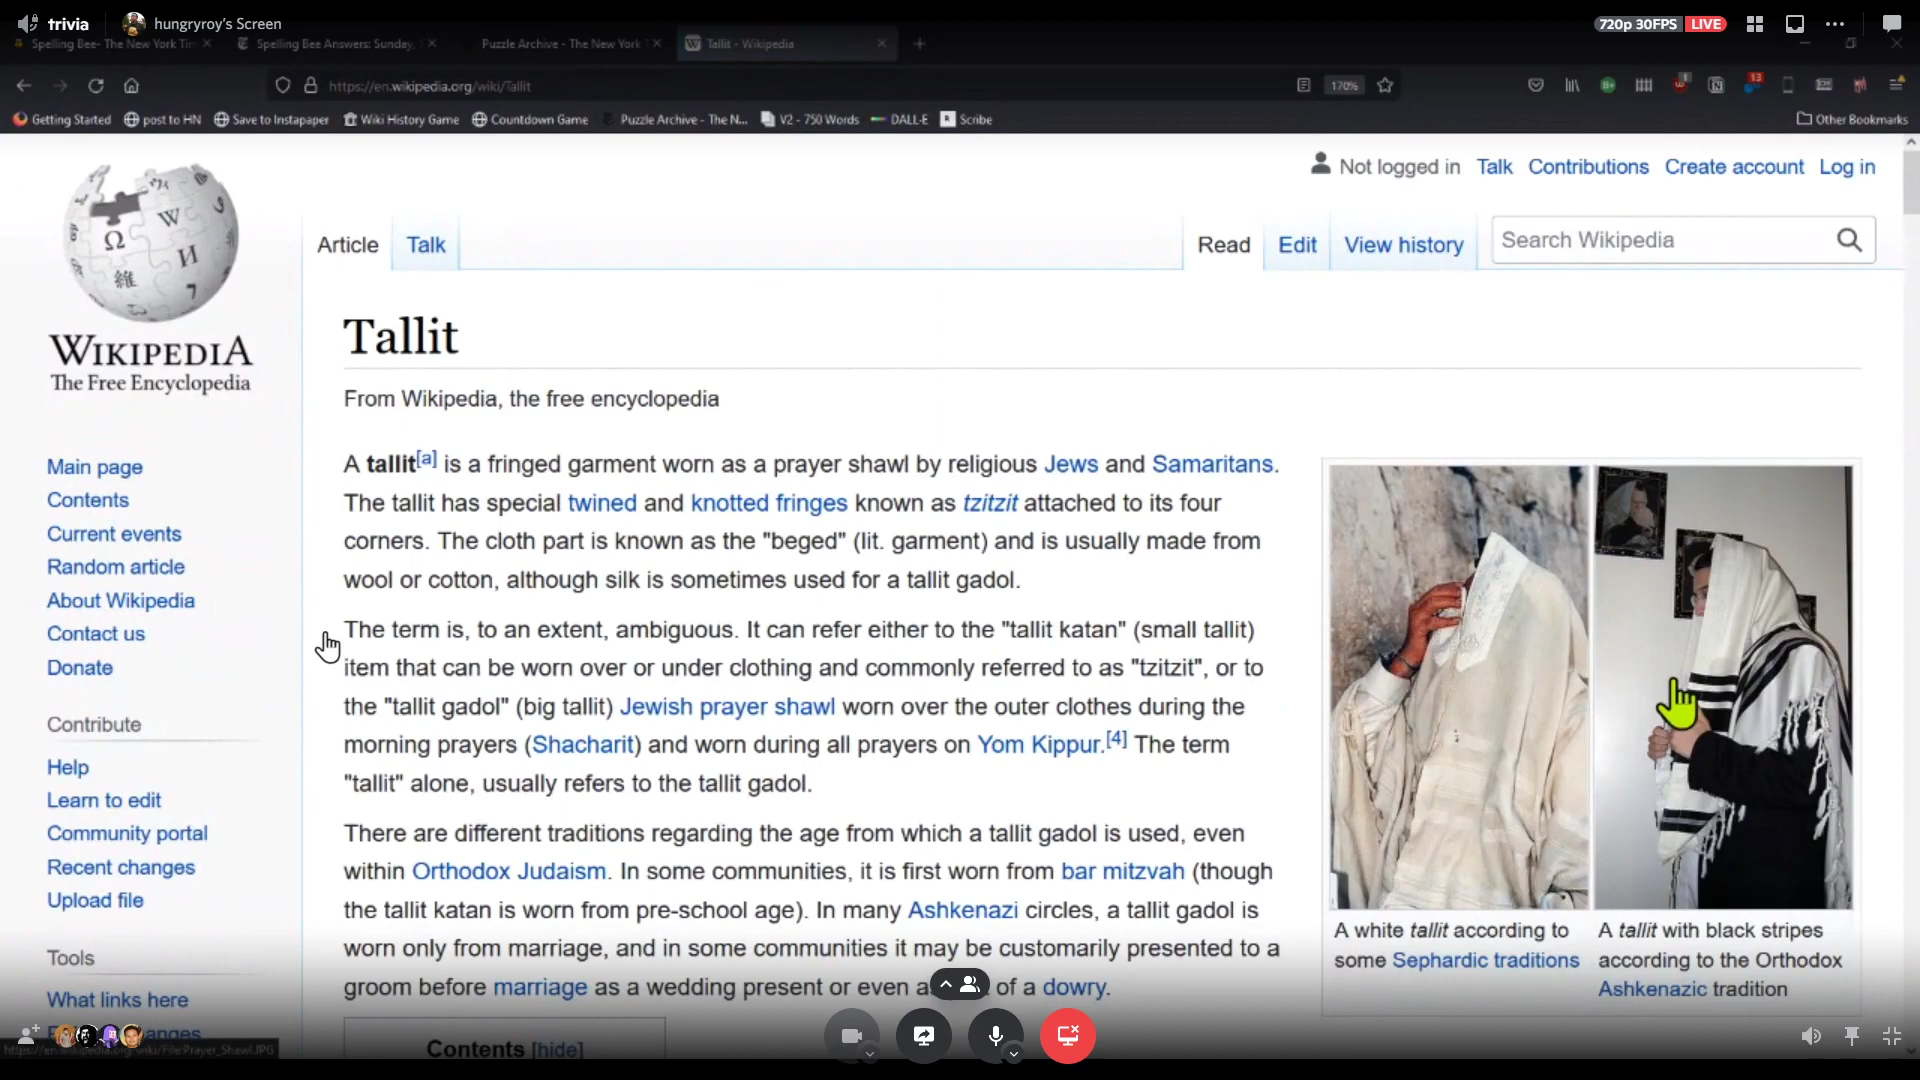 trivia
hungryroy's Screen
720p 30FPS LIVE
Spelling Bee- The New York Tim
Spelling Bee Answers: Sunday,
Puzzle Archive - The New York
Tallit - Wikipedia
https://en.wikipedia.org/wiki/Tallit
170%
1
13
Getting Started
post to HN
Save to Instapaper
Wiki History Game
Countdown Game
Puzzle Archive - The N...
V2 - 750 Words
DALL-E
Scribe
Other Bookmarks
WIKIPEDIA
The Free Encyclopedia
Not logged in Talk Contributions Create account Log in
Article Talk
Read Edit View history
Search Wikipedia
Main page
Contents
Current events
Random article
About Wikipedia
Contact us
Donate
Contribute
Help
Learn to edit
Community portal
Recent changes
Upload file
Tools
What links here
anges
https://en.wikipedia.org/wiki/File:Prayer_Shawl.JPG
Tallit
From Wikipedia, the free encyclopedia
A tallit[a] is a fringed garment worn as a prayer shawl by religious Jews and Samaritans.
The tallit has special twined and knotted fringes known as tzitzit attached to its four
corners. The cloth part is known as the "beged" (lit. garment) and is usually made from
wool or cotton, although silk is sometimes used for a tallit gadol.
The term is, to an extent, ambiguous. It can refer either to the "tallit katan" (small tallit)
item that can be worn over or under clothing and commonly referred to as "tzitzit", or to
the "tallit gadol" (big tallit) Jewish prayer shawl worn over the outer clothes during the
morning prayers (Shacharit) and worn during all prayers on Yom Kippur.[4] The term
"tallit" alone, usually refers to the tallit gadol.
There are different traditions regarding the age from which a tallit gadol is used, even
within Orthodox Judaism. In some communities, it is first worn from bar mitzvah (though
the tallit katan is worn from pre-school age). In many Ashkenazi circles, a tallit gadol is
worn only from marriage, and in some communities it may be customarily presented to a
groom before marriage as a wedding present or even a of a dowry.
Contents [hide]
A white tallit according to
some Sephardic traditions
A tallit with black stripes
according to the Orthodox
Ashkenazic tradition